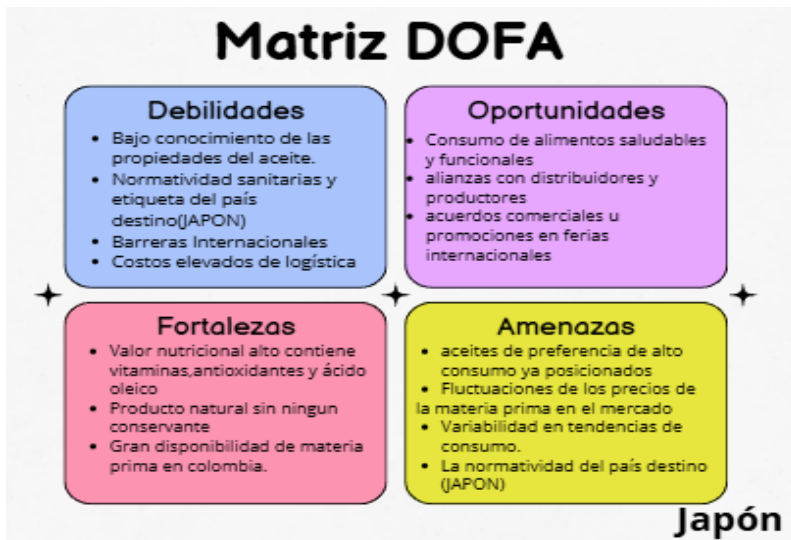 Matriz DOFA
Debilidades
• Bajo conocimiento de las
propiedades del aceite.
• Normatividad sanitarias y
etiqueta del país
destino(JAPON)
• Barreras Internacionales
• Costos elevados de logística
Oportunidades
• Consumo de alimentos saludables
y funcionales
• alianzas con distribuidores y
productores
• acuerdos comerciales u
promociones en ferias
internacionales
Fortalezas
• Valor nutricional alto contiene
vitaminas,antioxidantes y ácido
oleico
• Producto natural sin ningun
conservante
• Gran disponibilidad de materia
prima en colombia.
Amenazas
• aceites de preferencia de alto
consumo ya posicionados
• Fluctuaciones de los precios de
la materia prima en el mercado
• Variabilidad en tendencias de
consumo.
• La normatividad del país destino
(JAPON)
Japón